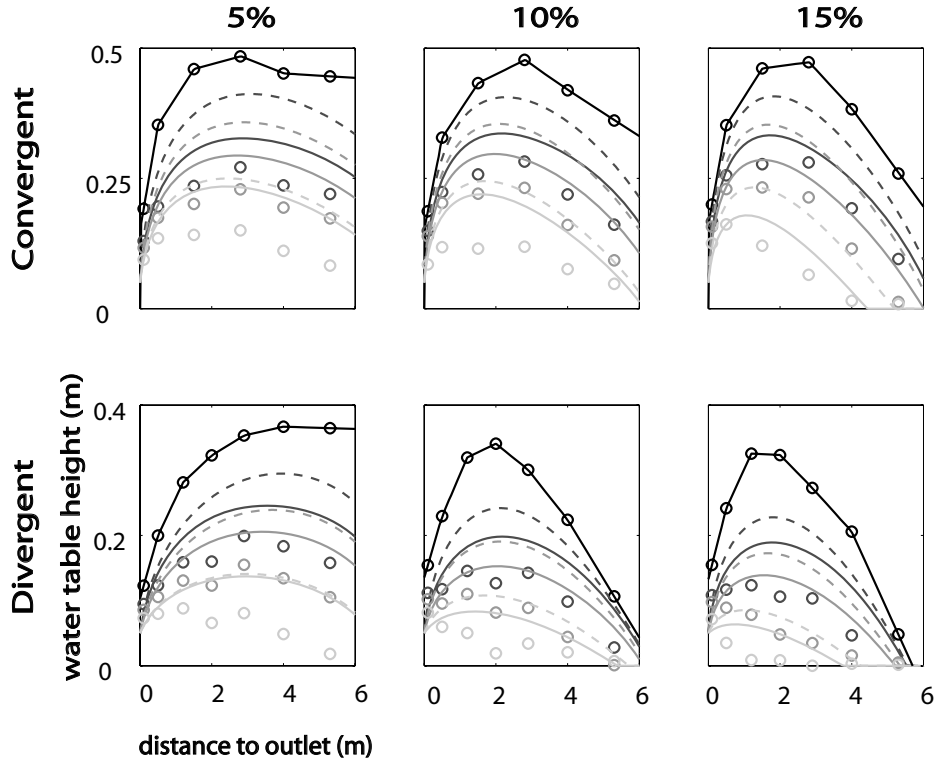 5% 10% 15%
Convergent
0.5
0.25
0
Divergent
water table height (m)
0.4
0.2
0
0 2 4 6 0 2 4 6 0 2 4 6
distance to outlet (m)